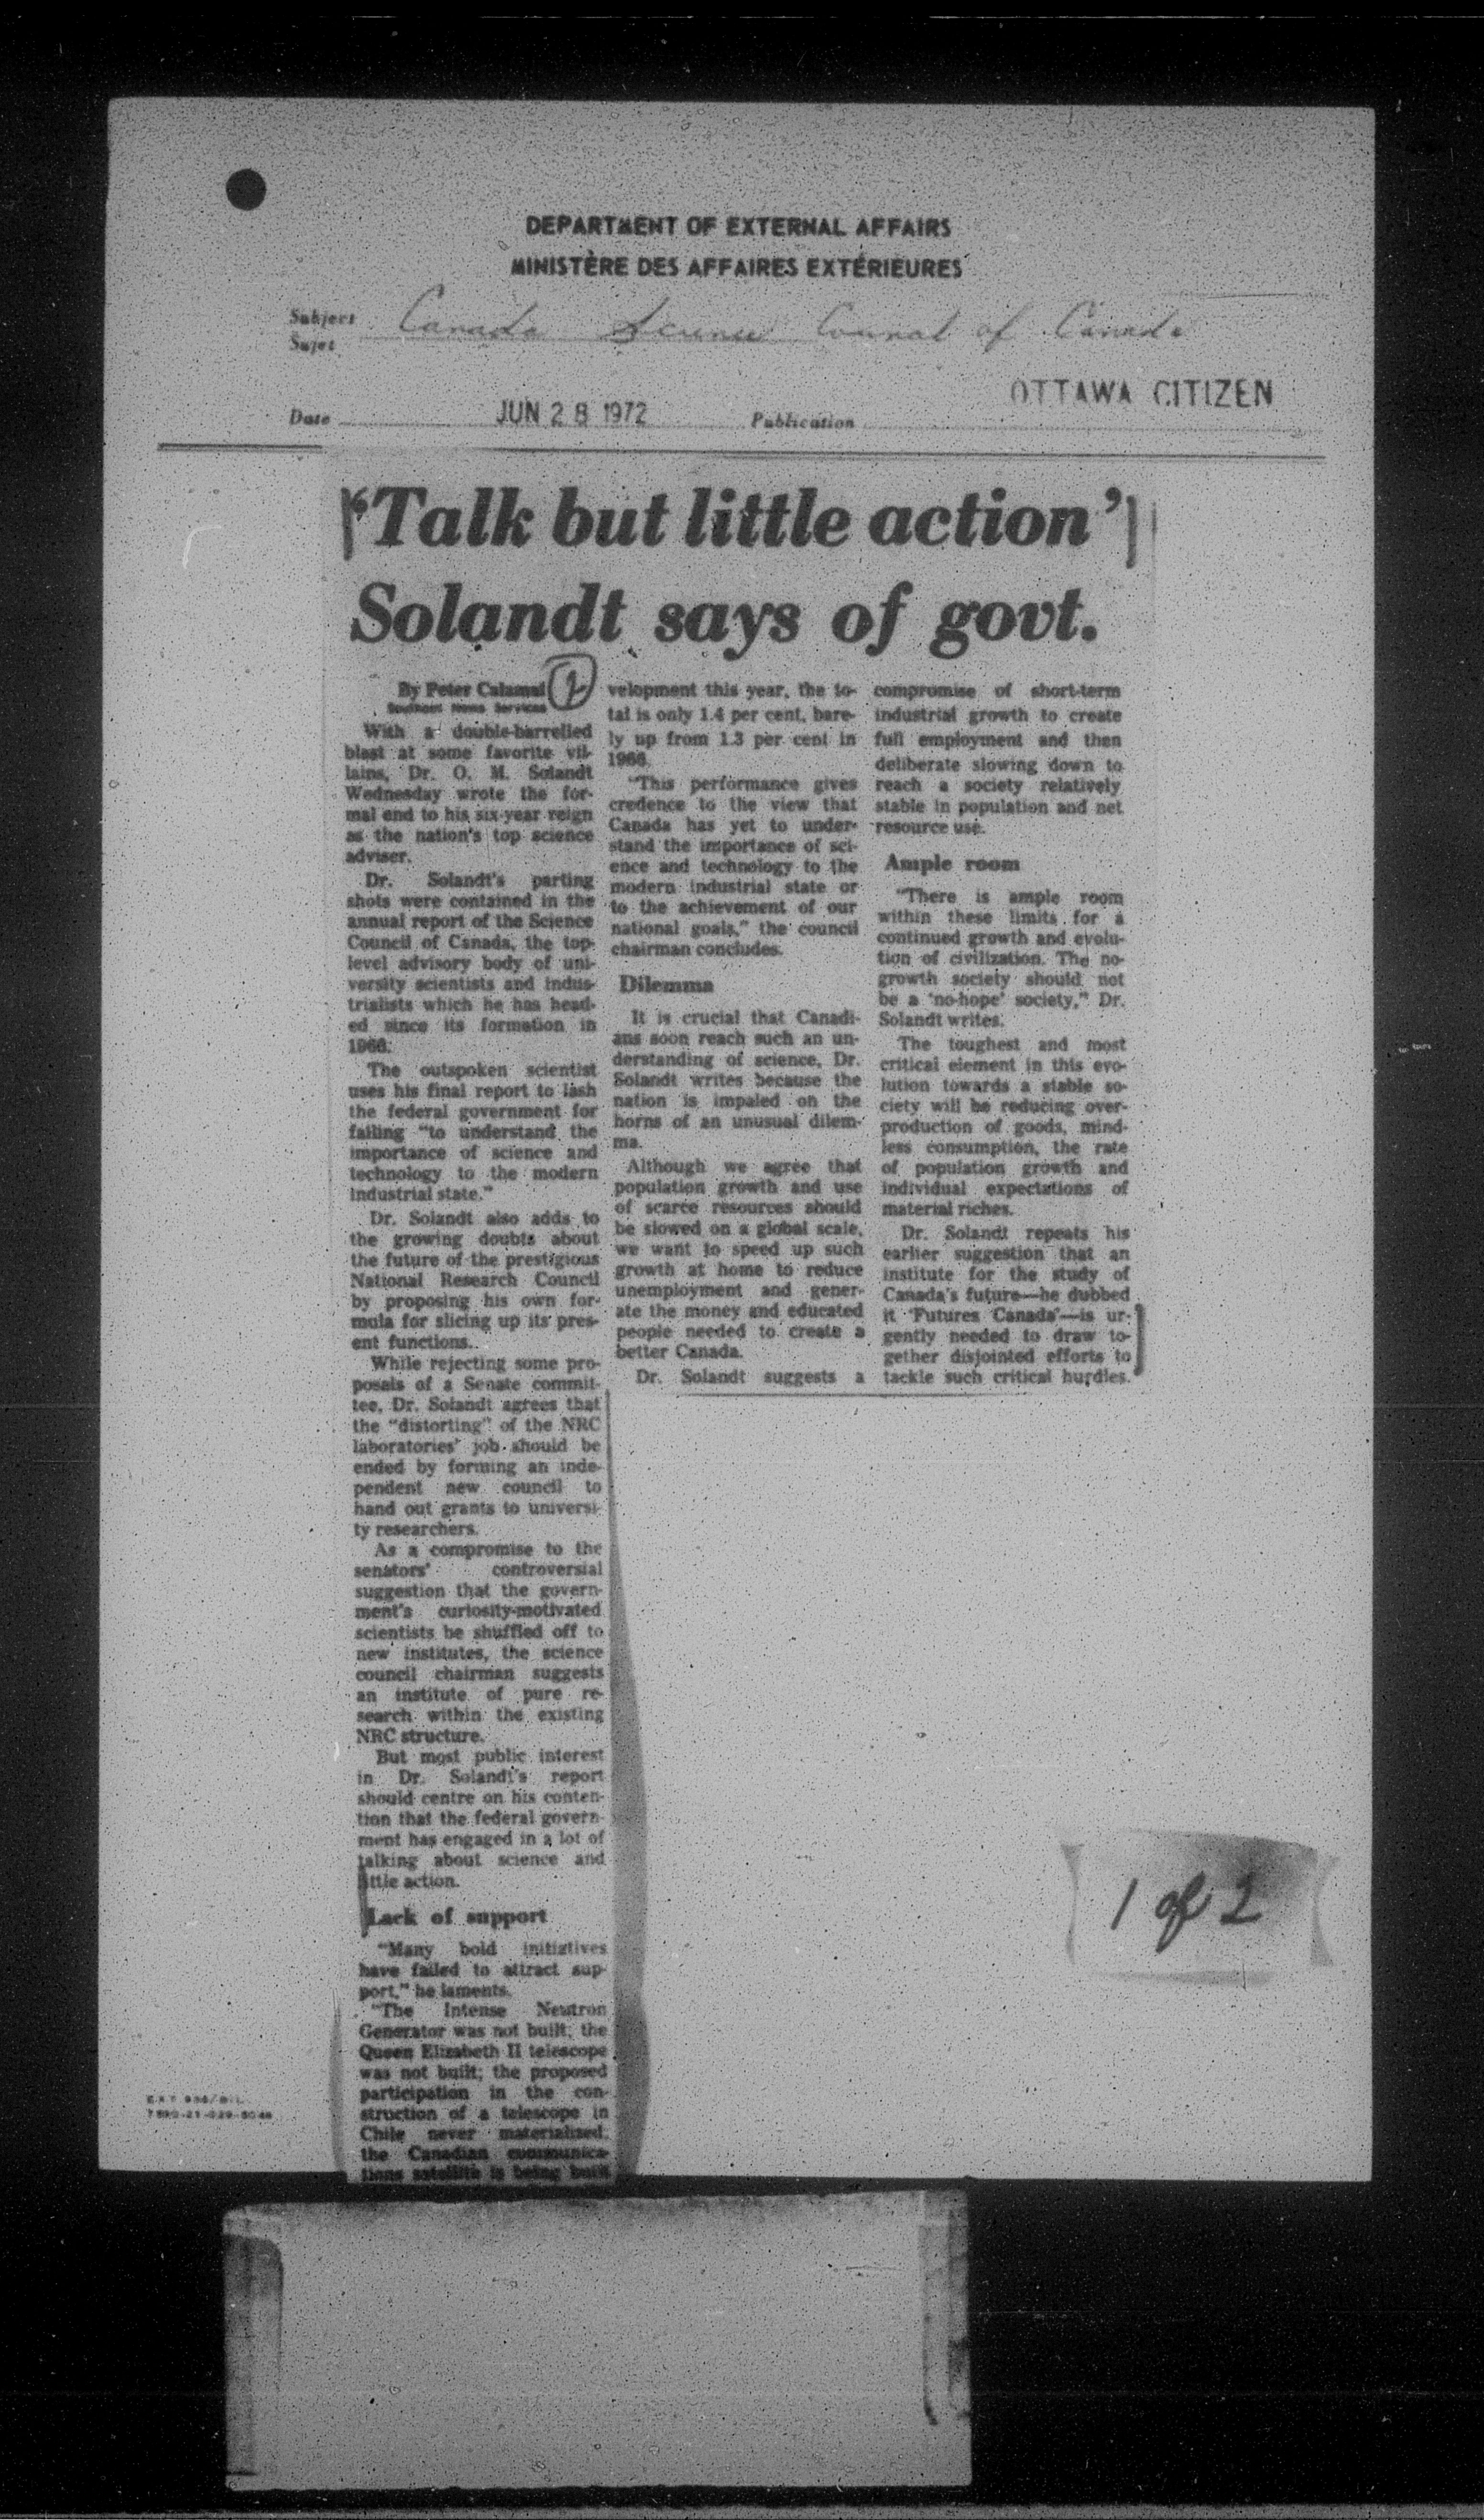 DEPARTMENT OF EXTERNAL AFFAIRS
MINISTÈRE DES AFFAIRES EXTÉRIEURES
Subject
Sujet
Canada Science Council of Canada
OTTAWA CITIZEN
Date JUN 28 1972 Publication
'Talk but little action'
Solandt says of govt.
By Peter Calamai
2
Southam News Services
With a double-barrelled
blast at some favorite vil-
lains, Dr. O. M. Solandt
Wednesday wrote the for-
mal end to his six-year reign
as the nation's top science
adviser.
Dr. Solandt's parting
shots were contained in the
annual report of the Science
Council of Canada, the top-
level advisory body of uni-
versity scientists and indus-
trialists which he has head-
ed since its formation in
1966.
The outspoken scientist
uses his final report to lash
the federal government for
failing "to understand the
importance of science and
technology to the modern
industrial state."
Dr. Solandt also adds to
the growing doubts about
the future of the prestigious
National Research Council
by proposing his own for-
mula for slicing up its pres-
ent functions.
While rejecting some pro-
posals of a Senate commit-
tee, Dr. Solandt agrees that
the "distorting" of the NRC
laboratories' job should be
ended by forming an inde-
pendent new council to
hand out grants to universi-
ty researchers.
As a compromise to the
senators' controversial
suggestion that the govern-
ment's curiosity-motivated
scientists be shuffled off to
new institutes, the science
council chairman suggests
an institute of pure re-
search within the existing
NRC structure.
But most public interest
in Dr. Solandt's report
should centre on his conten-
tion that the federal govern-
ment has engaged in a lot of
talking about science and
little action.
Lack of support
"Many bold initiatives
have failed to attract sup-
port," he laments.
"The Intense Neutron
Generator was not built; the
Queen Elizabeth II telescope
was not built; the proposed
participation in the con-
struction of a telescope in
Chile never materialized,
the Canadian communica-
tions satellite is being built
velopment this year, the to-
tal is only 1.4 per cent, bare-
ly up from 1.3 per cent in
1966.
"This performance gives
credence to the view that
Canada has yet to under-
stand the importance of sci-
ence and technology to the
modern industrial state or
to the achievement of our
national goals," the council
chairman concludes.
Dilemma
It is crucial that Canadi-
ans soon reach such an un-
derstanding of science, Dr.
Solandt writes because the
nation is impaled on the
horns of an unusual dilem-
ma.
Although we agree that
population growth and use
of scarce resources should
be slowed on a global scale,
we want to speed up such
growth at home to reduce
unemployment and gener-
ate the money and educated
people needed to create a
better Canada.
Dr. Solandt suggests a
compromise of short-term
industrial growth to create
full employment and then
deliberate slowing down to
reach a society relatively
stable in population and net
resource use.
Ample room
"There is ample room
within these limits for a
continued growth and evolu-
tion of civilization. The no-
growth society should not
be a 'no-hope' society," Dr.
Solandt writes.
The toughest and most
critical element in this evo-
lution towards a stable so-
ciety will be reducing over-
production of goods, mind-
less consumption, the rate
of population growth and
individual expectations of
material riches.
Dr. Solandt repeats his
earlier suggestion that an
institute for the study of
Canada's future—he dubbed
it 'Futures Canada'—is ur-
gently needed to draw to-
gether disjointed efforts to
tackle such critical hurdles.
1 of 2